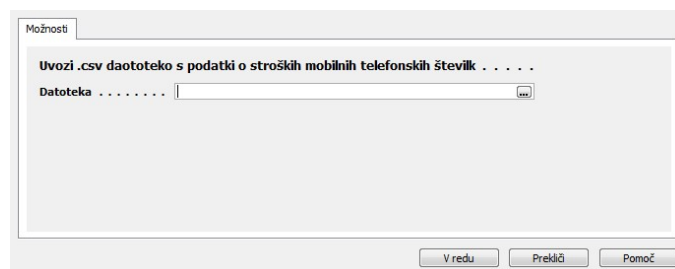 Možnosti
Uvozi .csv daototeko s podatki o stroških mobilnih telefonskih številk . . . . .
Datoteka . . . . . . . .
...
V redu Prekliči Pomoč